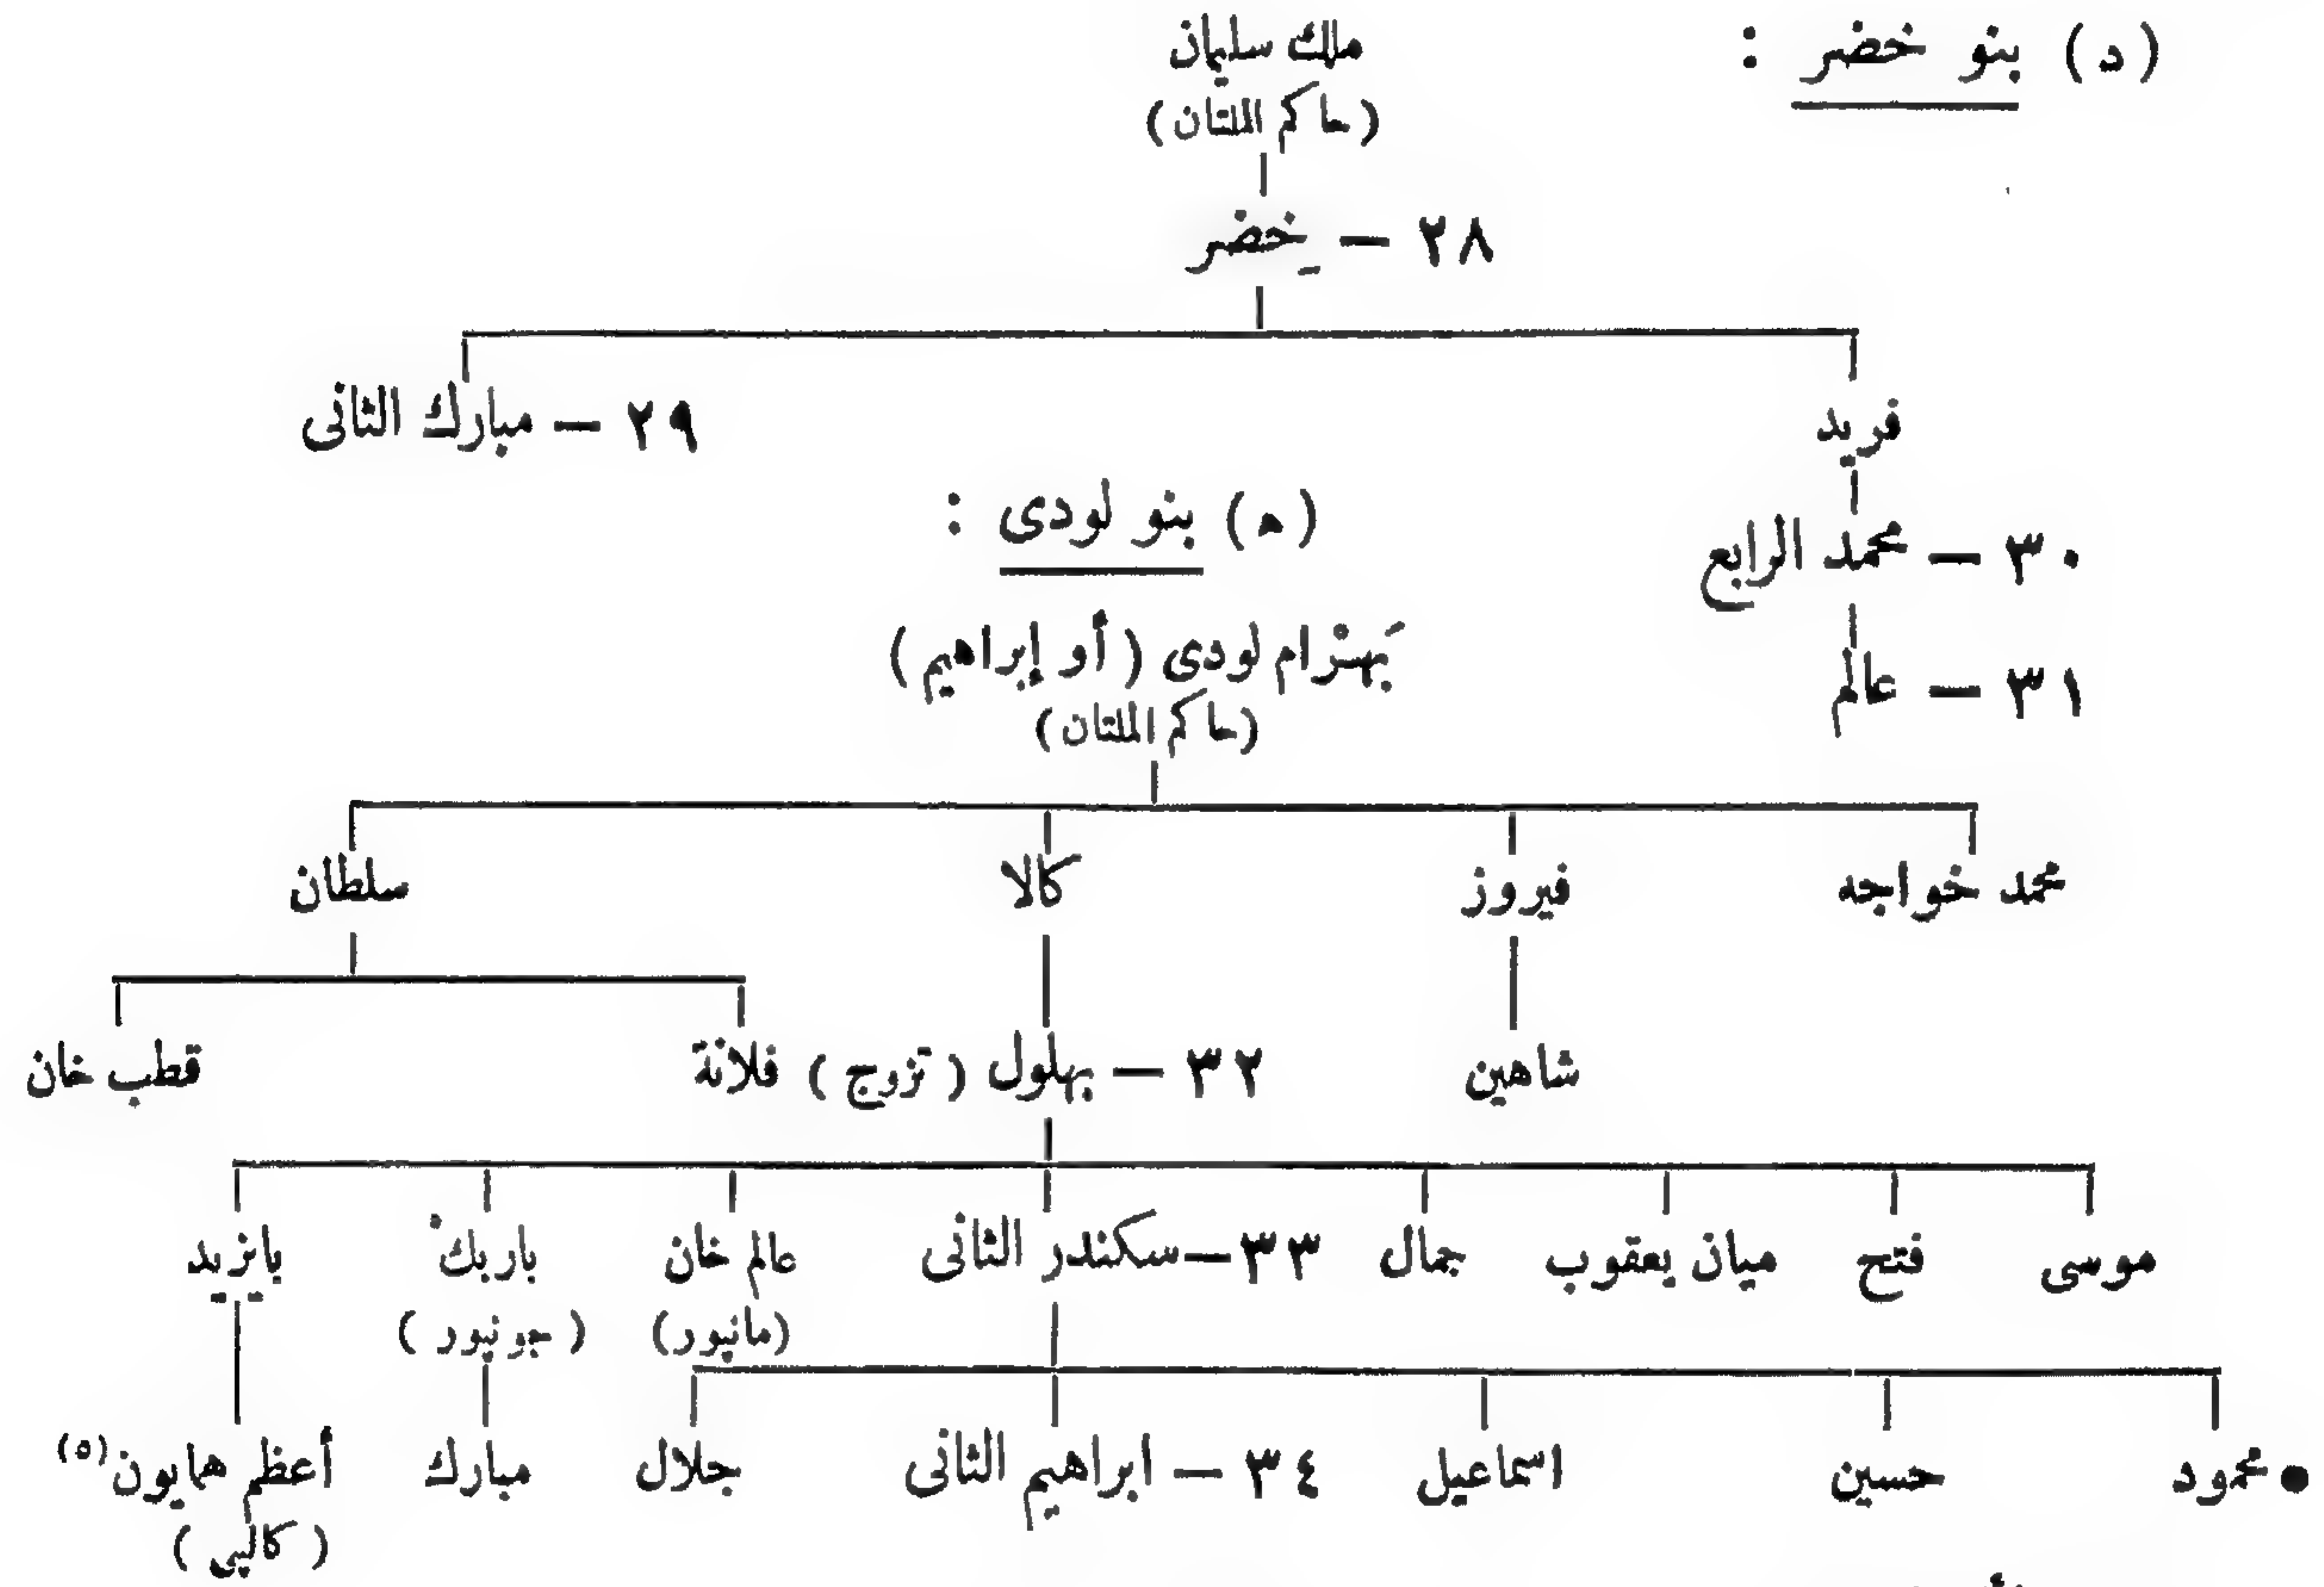 (د) بنو خضر :
ملك سليمان
(حاكم الملتان)
٢٨ – خضر
فريد
٢٩ – مبارك الثانى
٣٠ – محمد الرابع
٣١ – عالم
(ه) بنو لودى :
بَهْرَام لودى (أو إبراهيم)
(حاكم الملتان)
محمد خواجه
فيروز
كالا
سلطان
شاهين
٣٢ – بهلول (تزوج) فلانة
قطب خان
موسى
فتح
ميان يعقوب
جمال
٣٣ – سكندر الثانى
عالم خان
(مانپور)
باربك
(جونپور)
بايزيد
● محمود
حسين
اسماعيل
٣٤ – ابراهيم الثانى
جلال
مبارك
أعظم همايون (٥)
(كالپى)